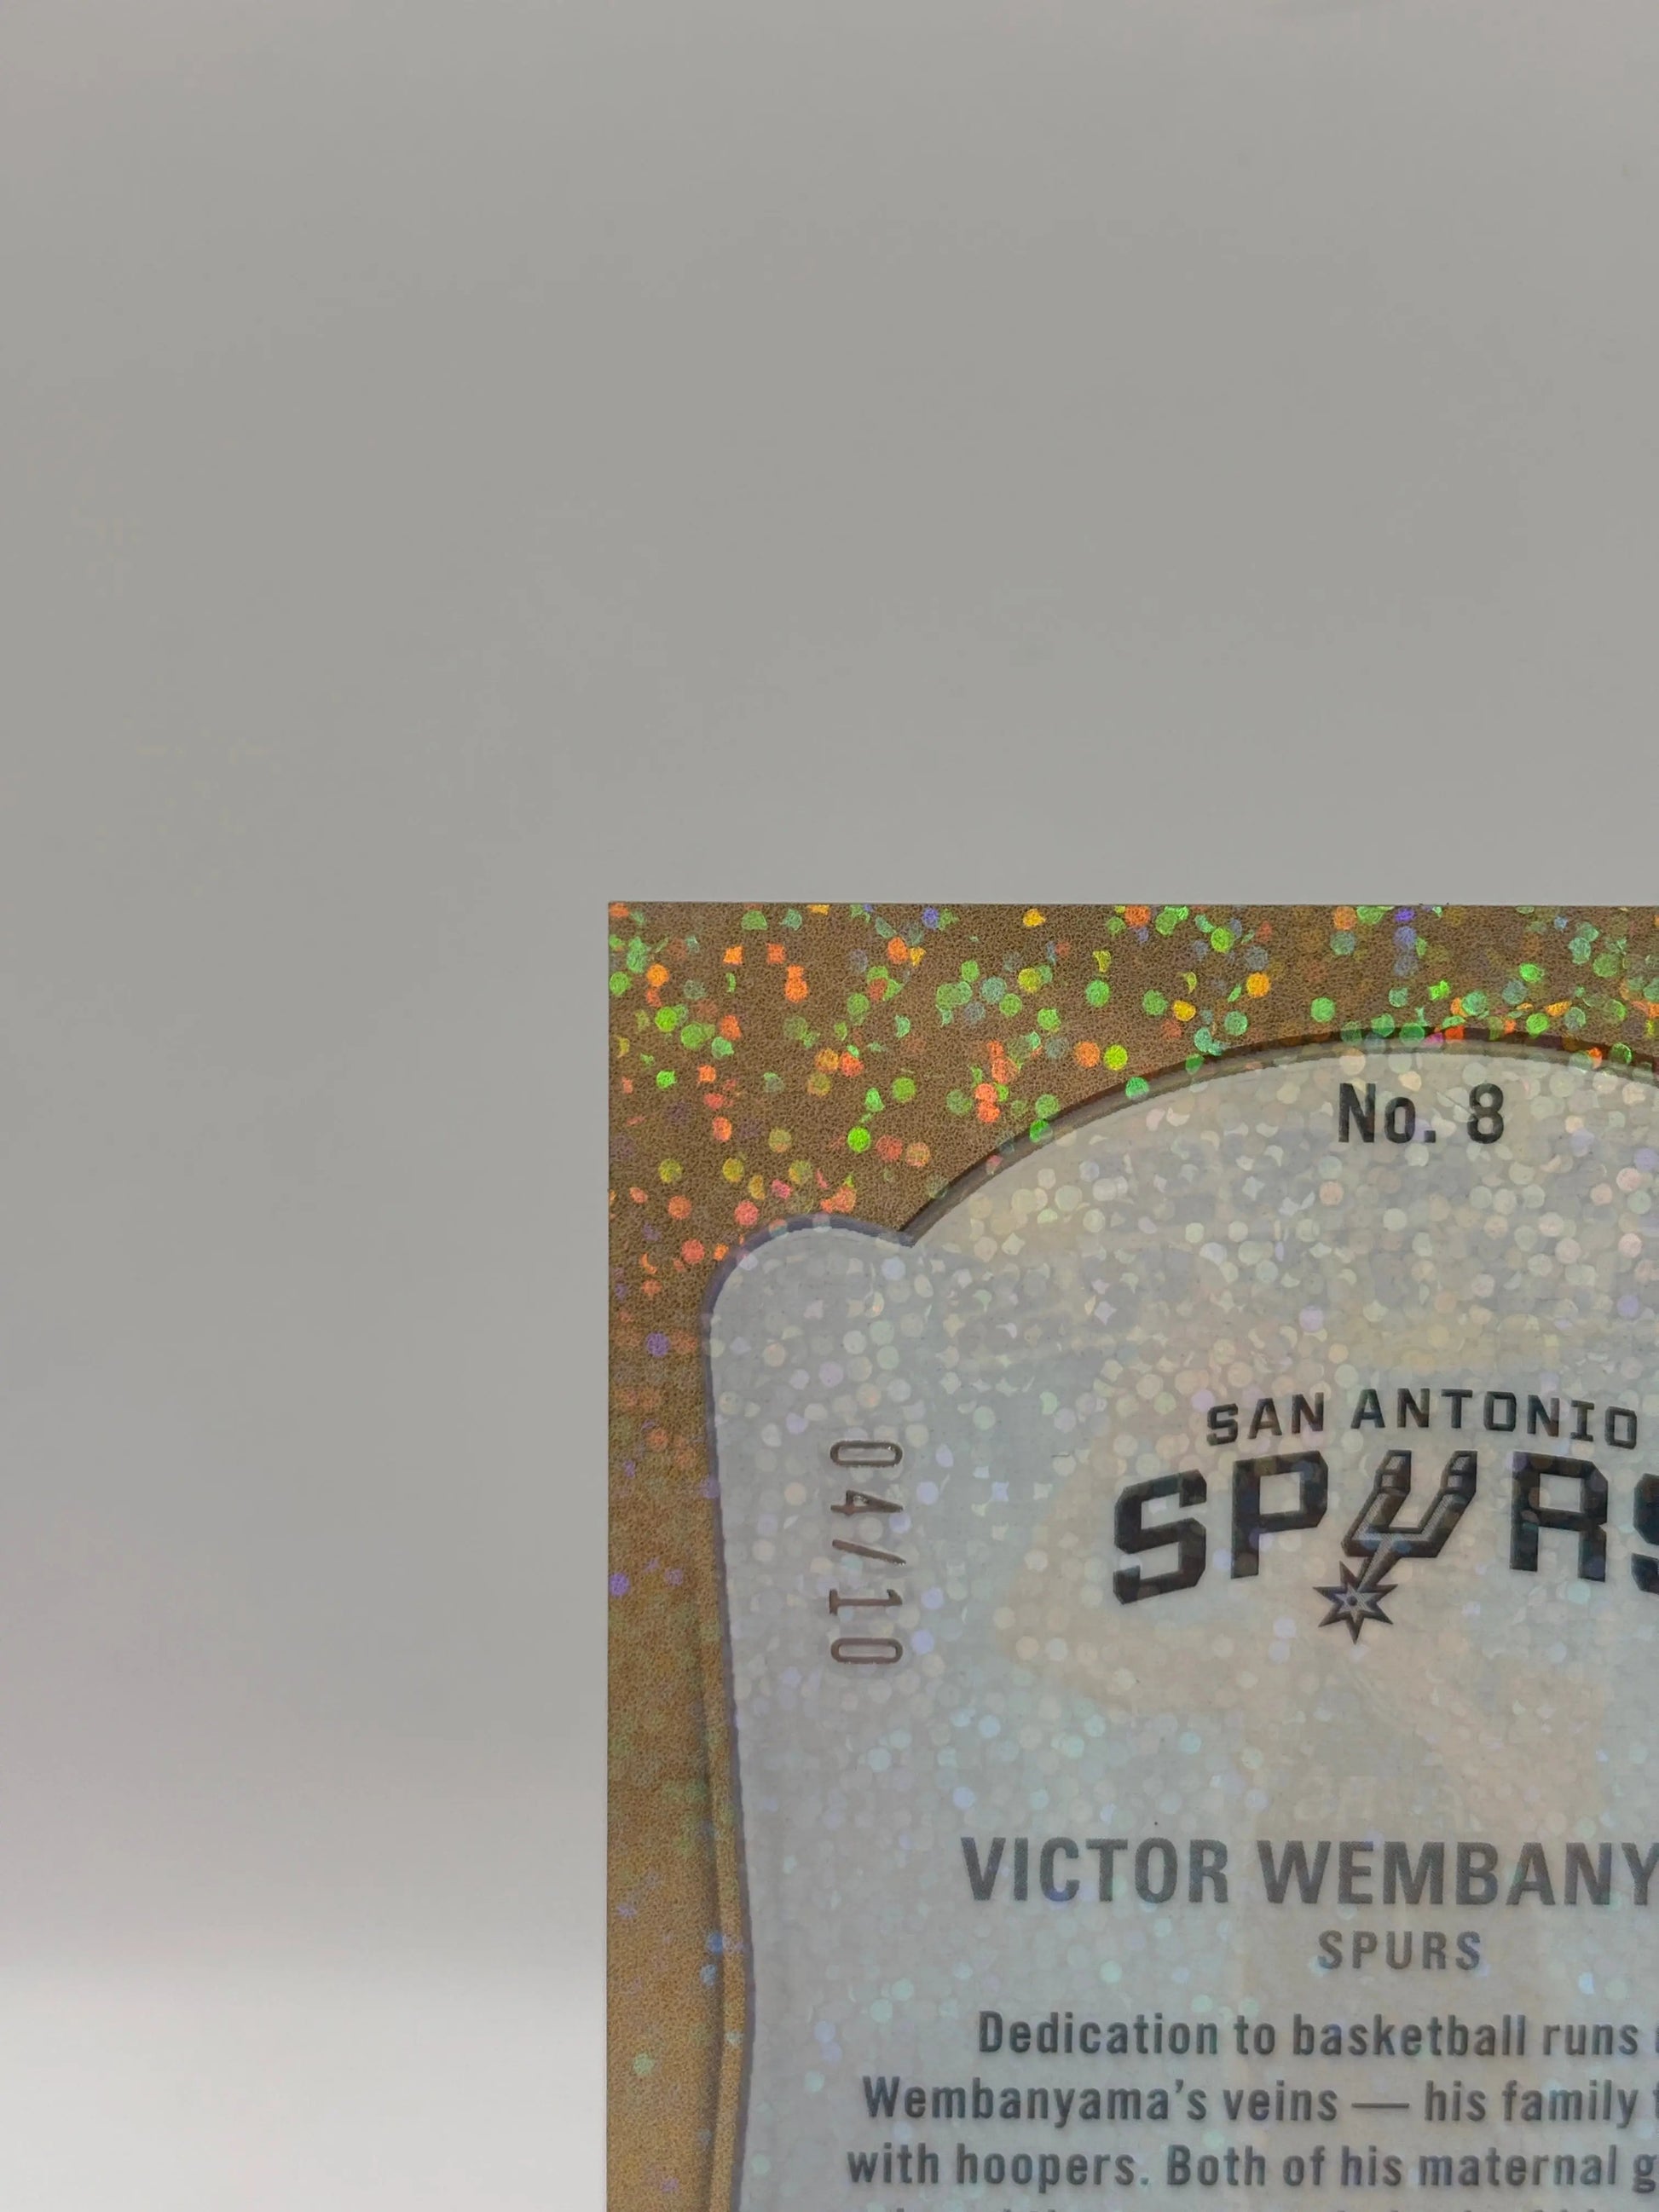 No. 8
SAN ANTONIO
SPURS
04/10
VICTOR WEMBANY
SPURS
Dedication to basketball runs
Wembanyama's veins — his family
with hoopers. Both of his maternal g